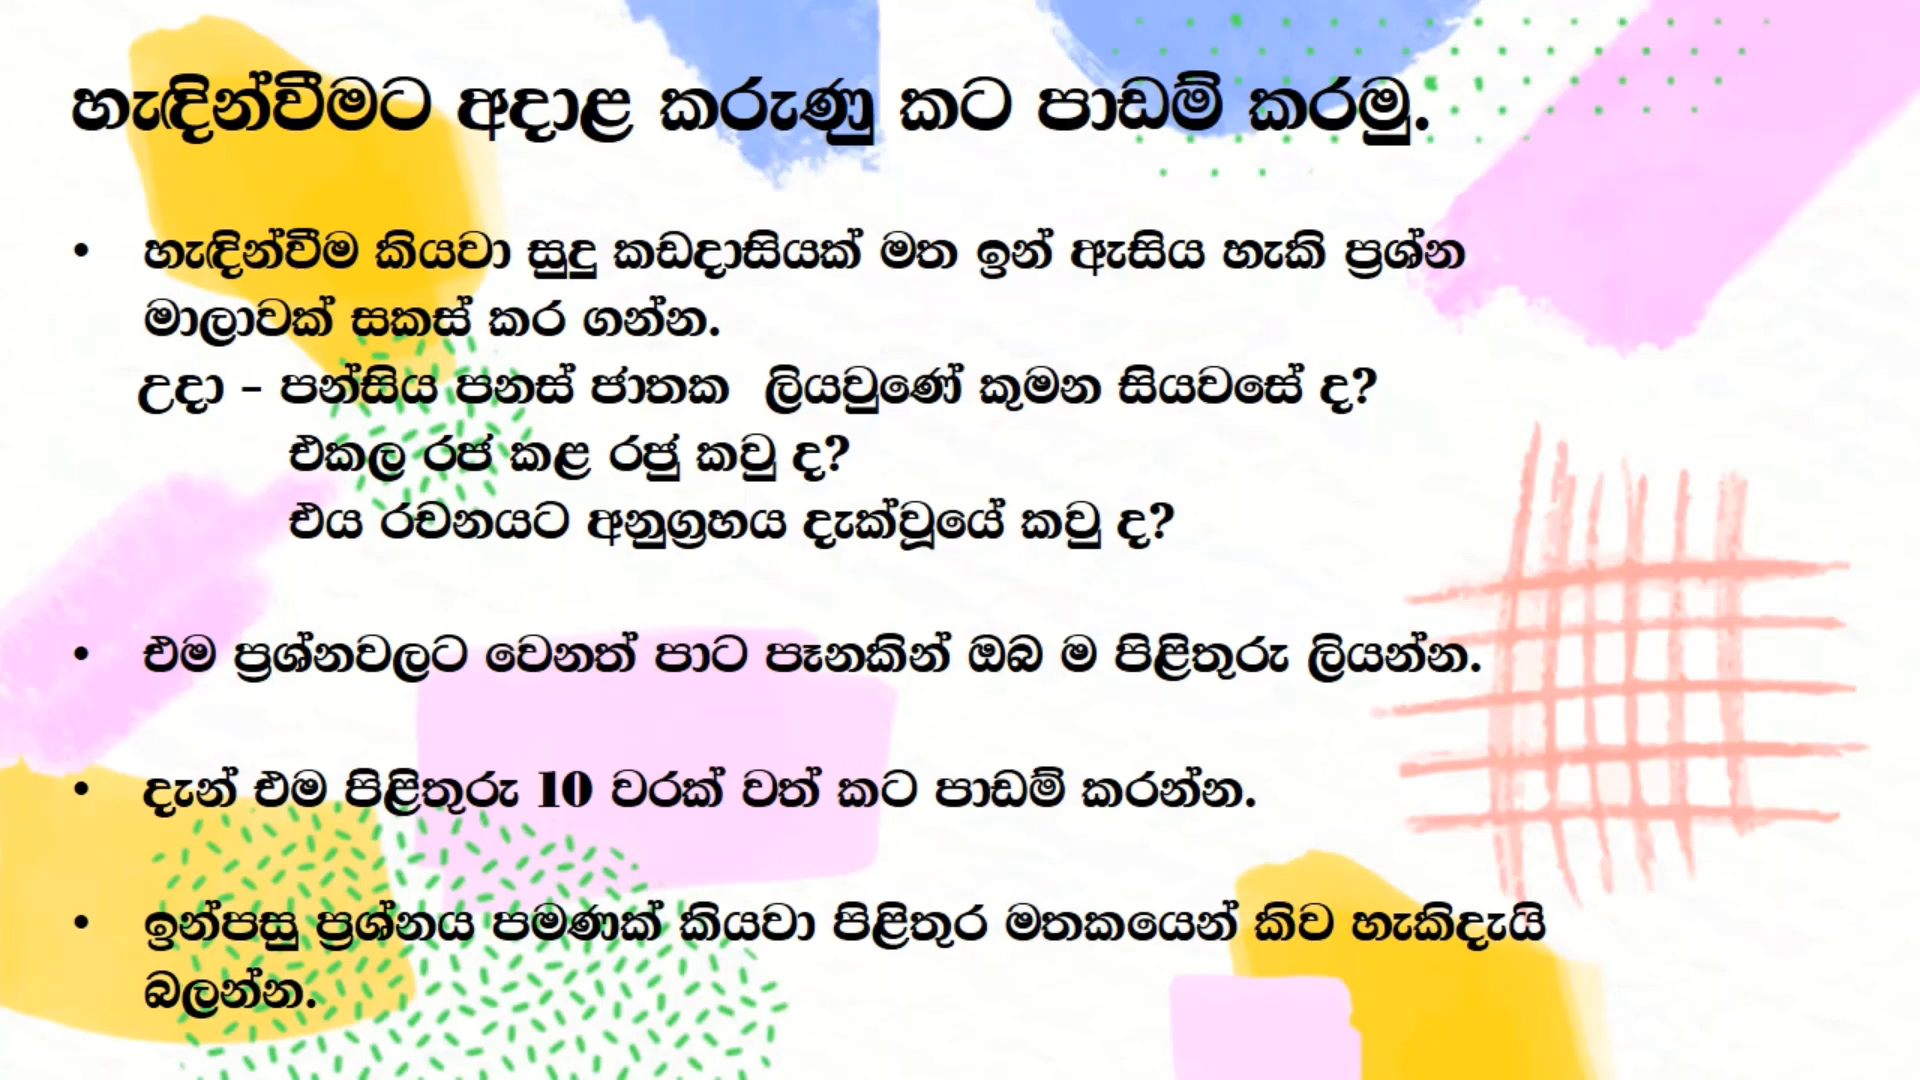 හැඳින්වීමට අදාළ කරුණු කට පාඩම් කරමු.
• හැඳින්වීම කියවා සුදු කඩදාසියක් මත ඉන් ඇසිය හැකි ප්‍රශ්න
මාලාවක් සකස් කර ගන්න.
උදා – පන්සිය පනස් ජාතක ලියවුණේ කුමන සියවසේ ද?
එකල රජ කළ රජු කවු ද?
එය රචනයට අනුග්‍රහය දැක්වූයේ කවු ද?
• එම ප්‍රශ්නවලට වෙනත් පාට පෑනකින් ඔබ ම පිළිතුරු ලියන්න.
• දැන් එම පිළිතුරු 10 වරක් වත් කට පාඩම් කරන්න.
• ඉන්පසු ප්‍රශ්නය පමණක් කියවා පිළිතුර මතකයෙන් කිව හැකිදැයි
බලන්න.